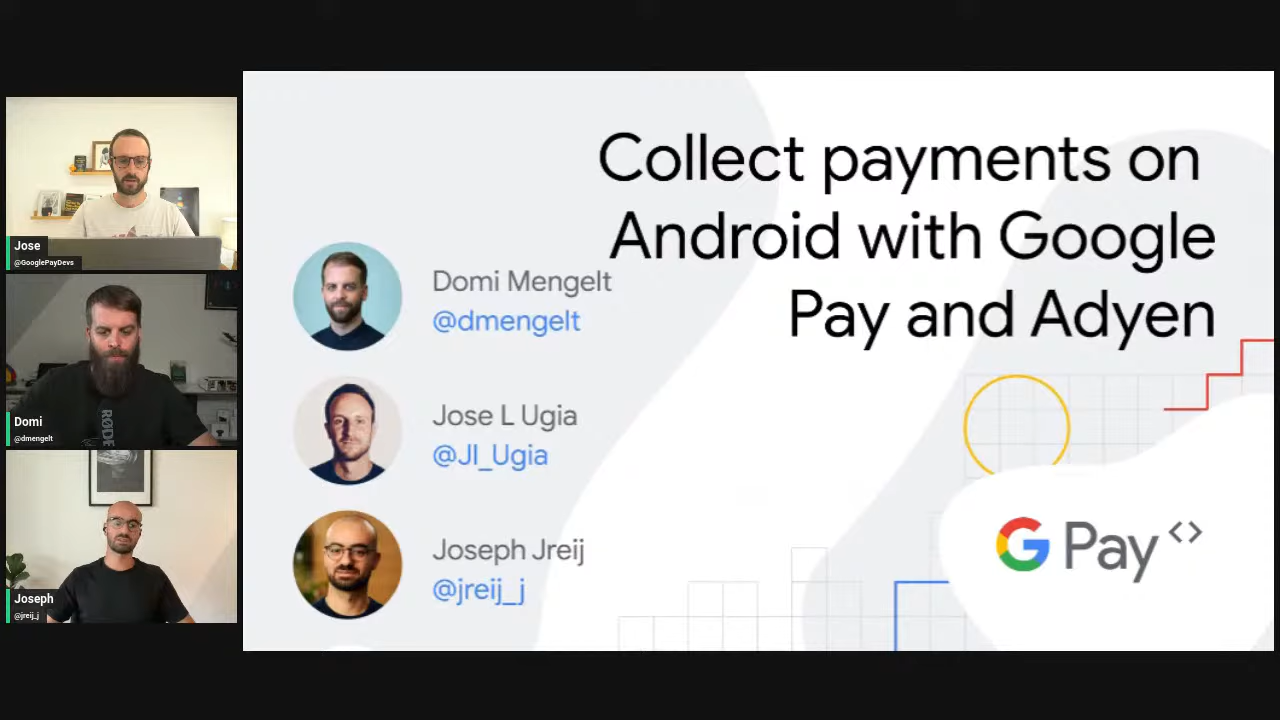 Jose
@GooglePayDevs
RØDE
Domi
@dmengelt
Joseph
@jreij_j
Collect payments on
Android with Google
Pay and Adyen
Domi Mengelt
@dmengelt
Jose L Ugia
@Jl_Ugia
Joseph Jreij
@jreij_j
G Pay <>